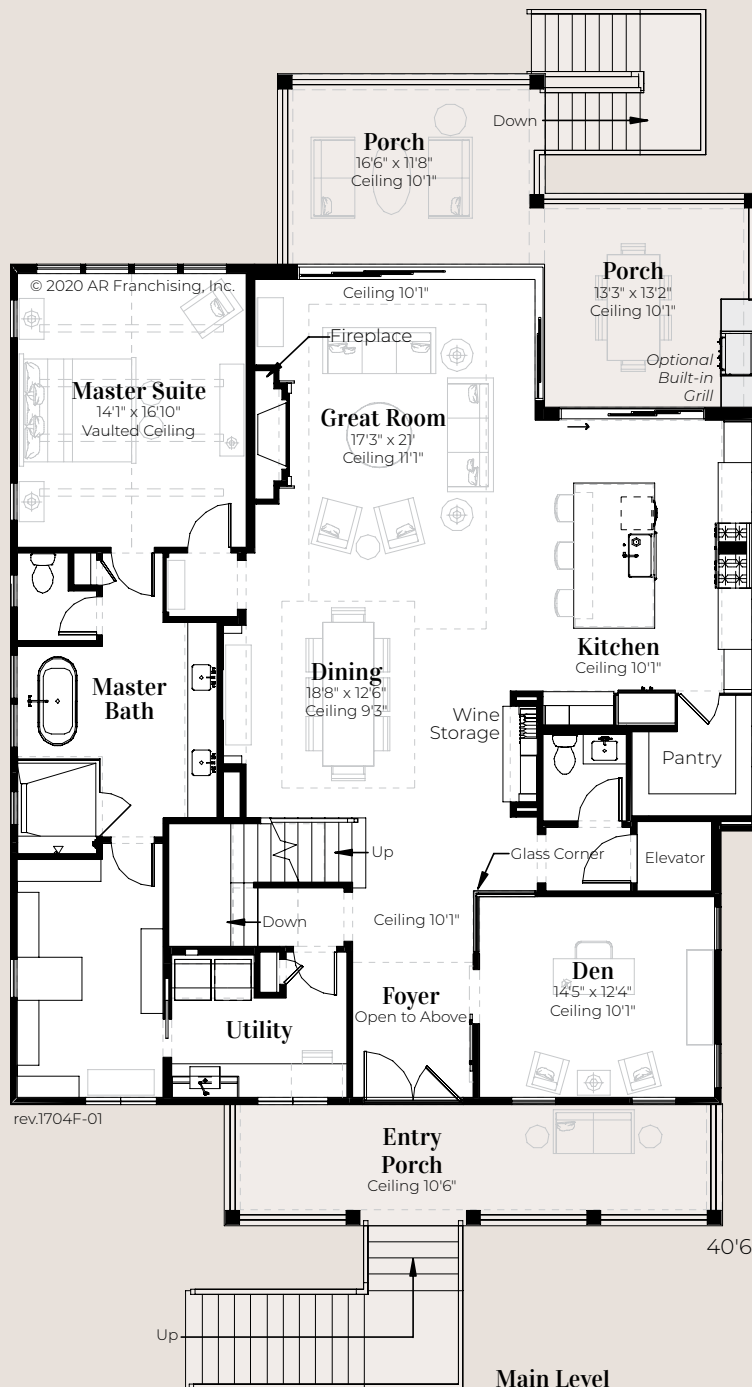 Down
Porch
16'6" x 11'8"
Ceiling 10'1"
Porch
13'3" x 13'2"
Ceiling 10'1"
© 2020 AR Franchising, Inc.
Ceiling 10'1"
Fireplace
Optional
Built-in
Grill
Master Suite
14'1" x 16'10"
Vaulted Ceiling
Great Room
17'3" x 21'
Ceiling 11'1"
Kitchen
Ceiling 10'1"
Master
Bath
Dining
18'8" x 12'6"
Ceiling 9'3"
Wine
Storage
Pantry
Up
Glass Corner
Elevator
Down
Ceiling 10'1"
Den
14'5" x 12'4"
Ceiling 10'1"
Foyer
Open to Above
Utility
rev.1704F-01
Entry
Porch
Ceiling 10'6"
40'6
Up
Main Level